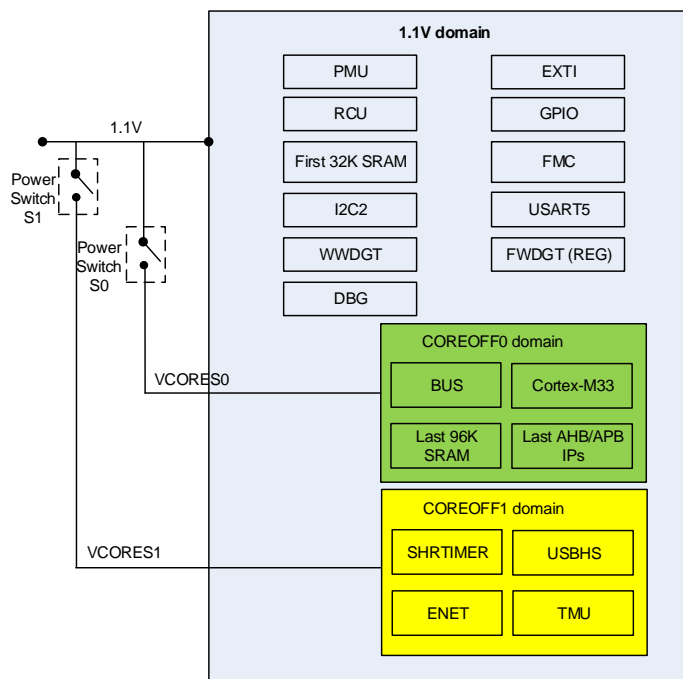 1.1V domain
PMU
EXTI
RCU
GPIO
1.1V
First 32K SRAM
FMC
Power
Switch
S1
I2C2
USART5
Power
Switch
S0
WWDGT
FWDGT (REG)
DBG
COREOFF0 domain
VCORES0
BUS
Cortex-M33
Last 96K
SRAM
Last AHB/APB
IPs
COREOFF1 domain
VCORES1
SHRTIMER
USBHS
ENET
TMU